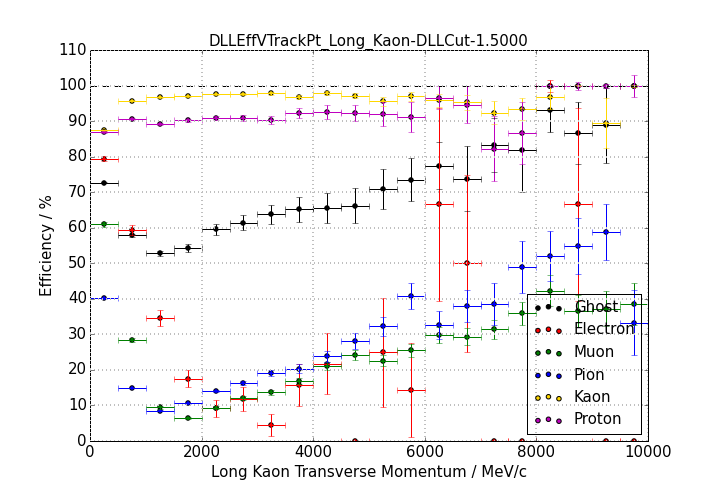 DLLEffVTrackPt_Long_Kaon-DLLCut-1.5000
110
100
90
80
70
60
50
40
30
20
10
0
Efficiency / %
Ghost
Electron
Muon
Pion
Kaon
Proton
0 2000 4000 6000 8000 10000
Long Kaon Transverse Momentum / MeV/c